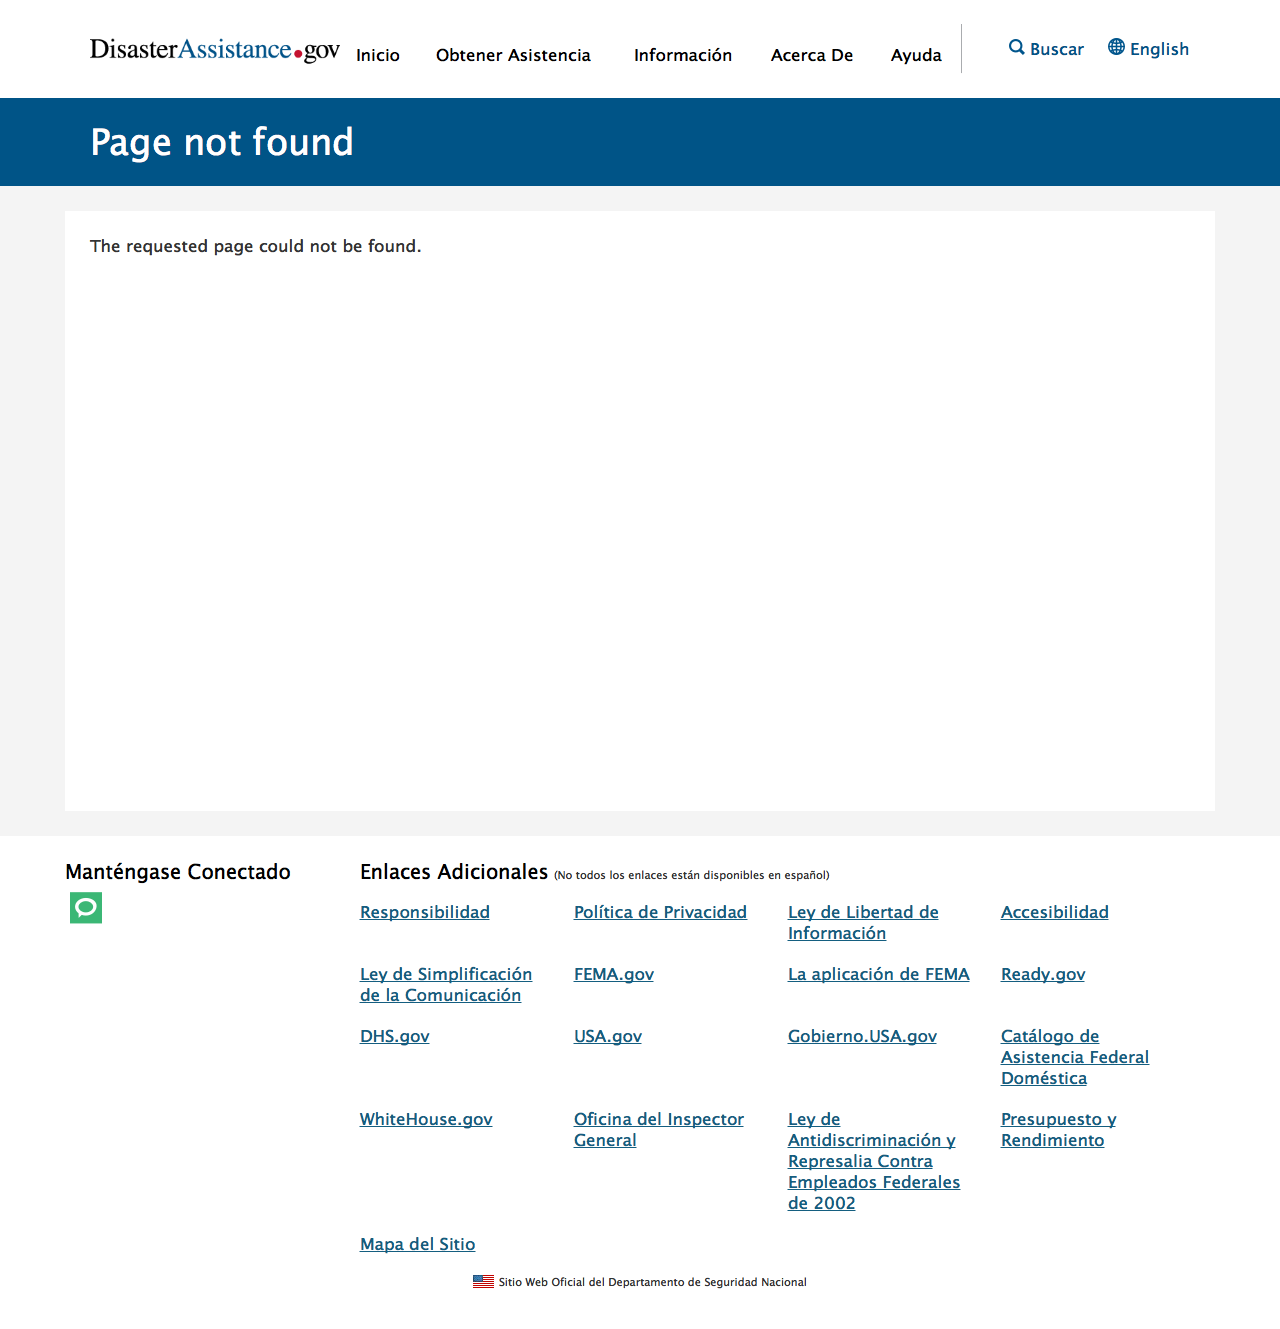 DisasterAssistance.gov Inicio Obtener Asistencia Información Acerca De Ayuda Buscar English
Page not found
The requested page could not be found.
Manténgase Conectado
Enlaces Adicionales (No todos los enlaces están disponibles en español)
Responsibilidad
Política de Privacidad
Ley de Libertad de
Información
Accesibilidad
Ley de Simplificación
de la Comunicación
FEMA.gov
La aplicación de FEMA
Ready.gov
DHS.gov
USA.gov
Gobierno.USA.gov
Catálogo de
Asistencia Federal
Doméstica
WhiteHouse.gov
Oficina del Inspector
General
Ley de
Antidiscriminación y
Represalia Contra
Empleados Federales
de 2002
Presupuesto y
Rendimiento
Mapa del Sitio
Sitio Web Oficial del Departamento de Seguridad Nacional